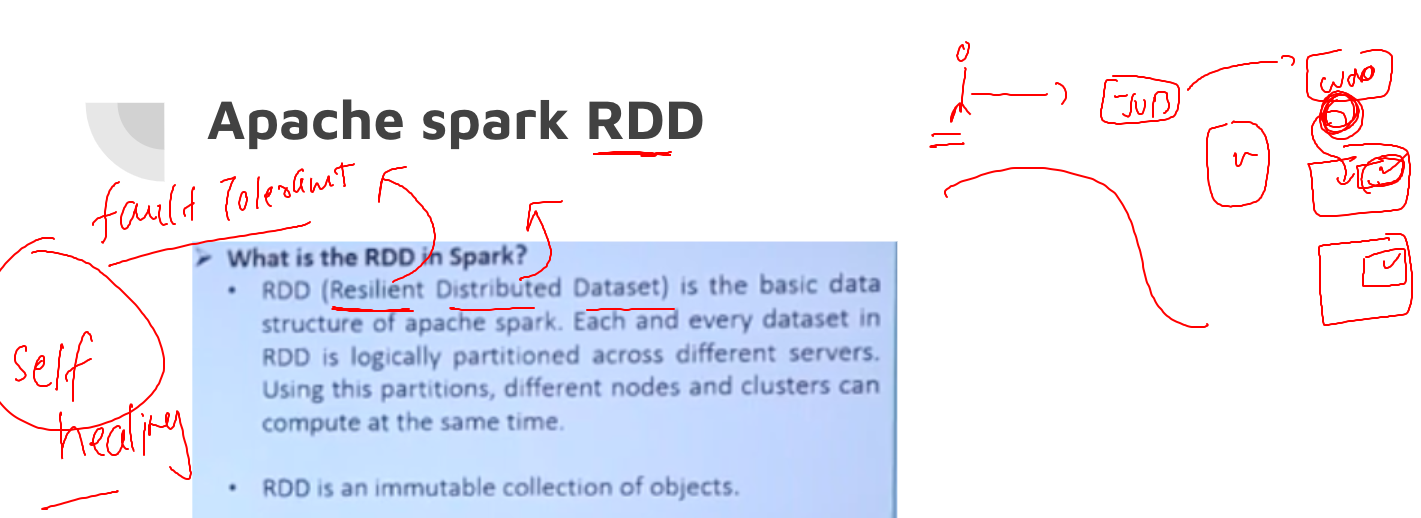 Apache spark RDD
fault Tolerant
➢ What is the RDD in Spark?
• RDD (Resilient Distributed Dataset) is the basic data
structure of apache spark. Each and every dataset in
RDD is logically partitioned across different servers.
Using this partitions, different nodes and clusters can
compute at the same time.
• RDD is an immutable collection of objects.
self
healing
JUB